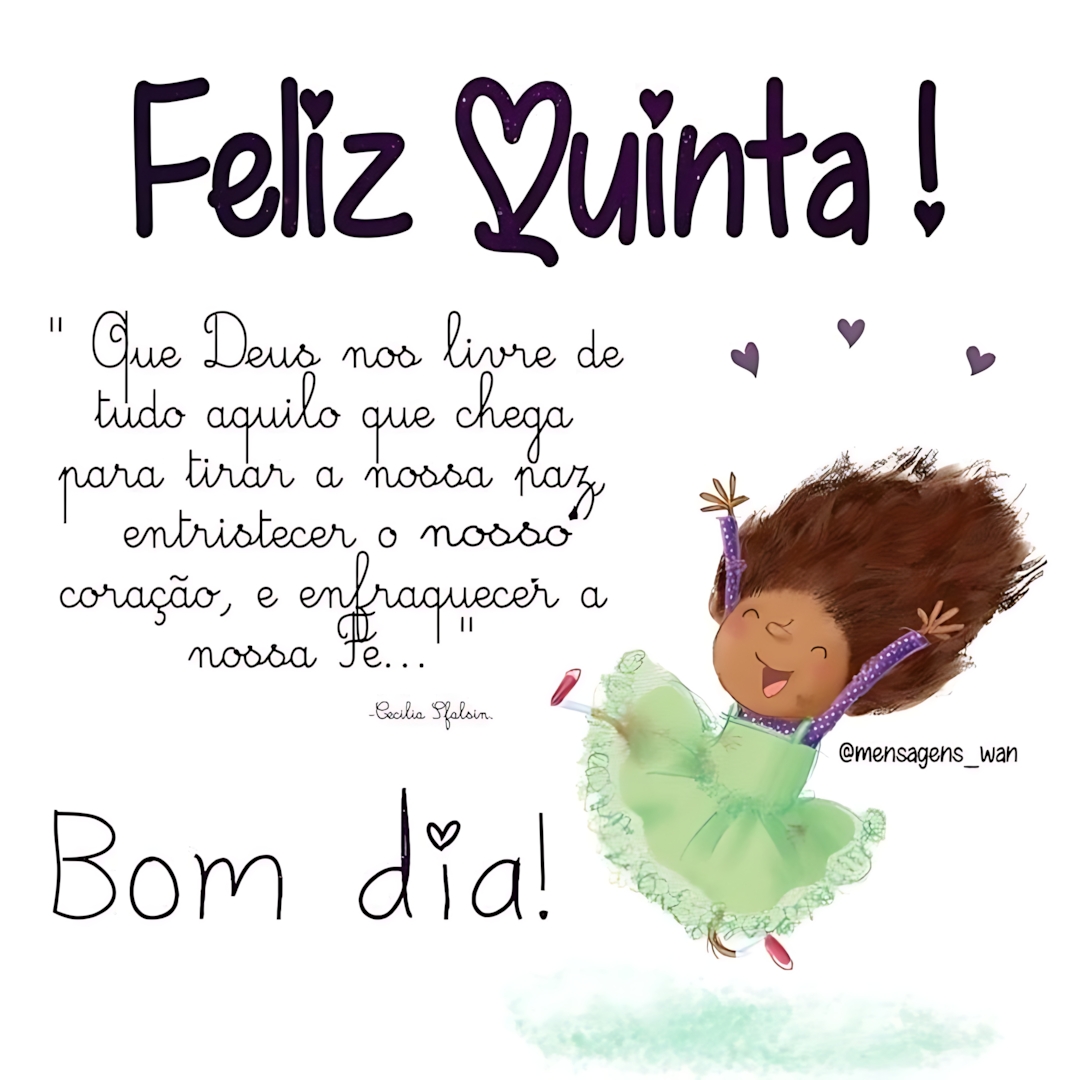 Feliz Quinta!
" Que Deus nos livre de
tudo aquilo que chega
para tirar a nossa paz,
entristecer o nosso
coração, e enfraquecer a
nossa Fé... "
-Cecilia Sfalsin.
@mensagens_wan
Bom dia!